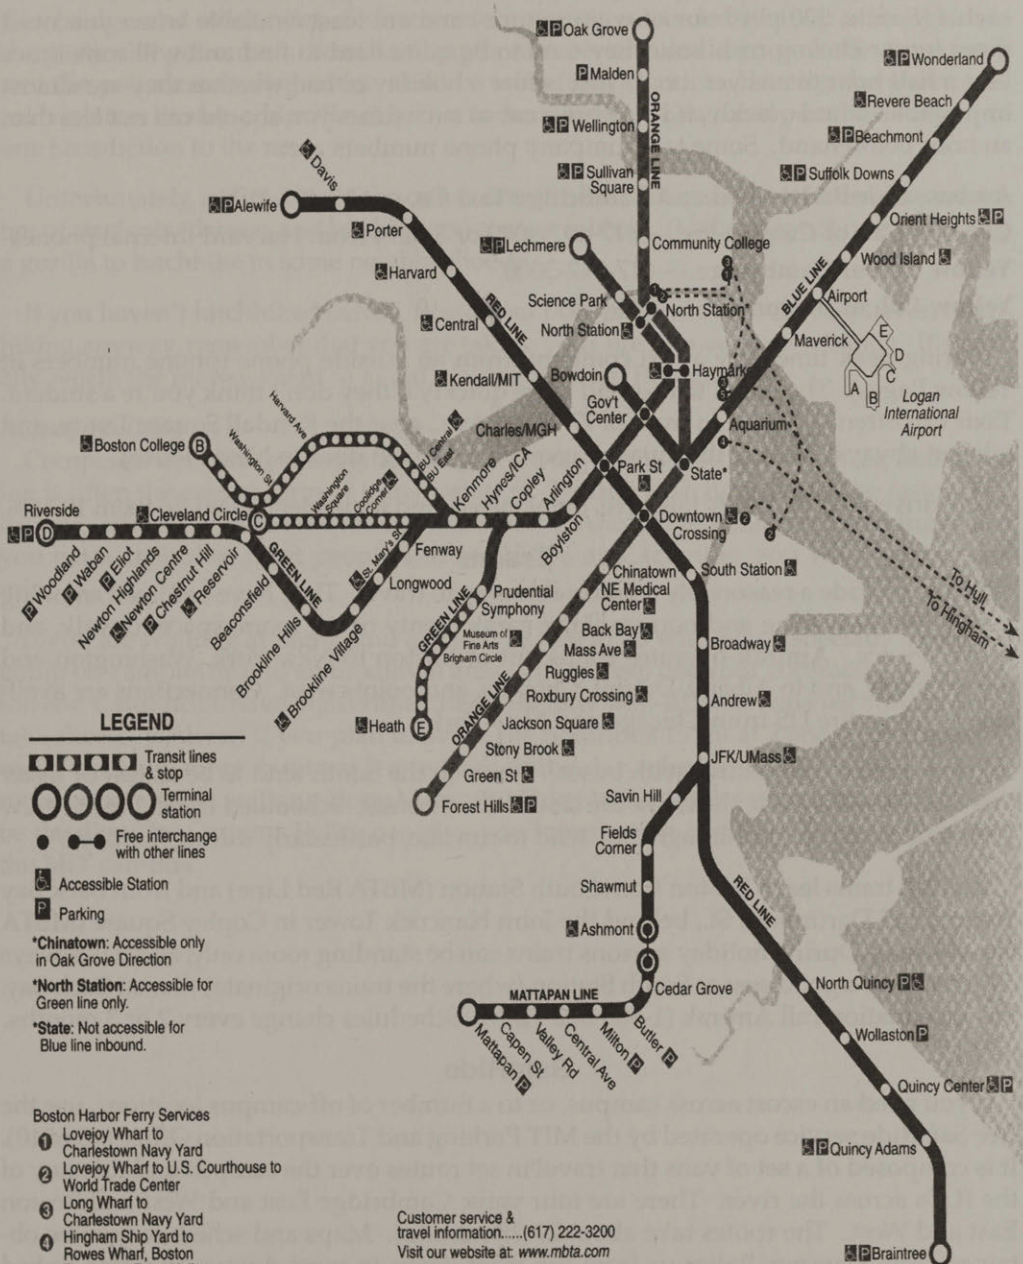 Oak Grove
Malden
Wellington
Sullivan
Square
ORANGE LINE
Community College
Wonderland
Revere Beach
Beachmont
Suffolk Downs
Orient Heights
Wood Island
BLUE LINE
Airport
Maverick
E
D
C
A
B
Logan
International
Airport
Davis
Alewife
Porter
Harvard
RED LINE
Central
Kendall/MIT
Charles/MGH
Lechmere
Science Park
North Station
North Station*
Haymarket
Bowdoin
Gov't
Center
Aquarium
Park St
State*
Downtown
Crossing
Boston College
B
Washington St
Harvard Ave
BU Central
BU East
Cleveland Circle
C
Washington
Square
Coolidge
Corner
St. Mary's St
Kenmore
Hynes/ICA
Copley
Arlington
Boylston
Riverside
D
Woodland
Waban
Eliot
Newton Highlands
Newton Centre
Chestnut Hill
Reservoir
Beaconsfield
GREEN LINE
Brookline Hills
Brookline Village
Longwood
Fenway
Prudential
Symphony
GREEN LINE
Museum of
Fine Arts
Brigham Circle
Heath
E
Chinatown
NE Medical
Center
Back Bay
Mass Ave
Ruggles
Roxbury Crossing
Jackson Square
Stony Brook
Green St
Forest Hills
ORANGE LINE
South Station
Broadway
Andrew
JFK/UMass
Savin Hill
Fields
Corner
Shawmut
Ashmont
Cedar Grove
MATTAPAN LINE
Butler
Milton
Central Ave
Valley Rd
Capen St
Mattapan
RED LINE
North Quincy
Wollaston
Quincy Center
Quincy Adams
Braintree
To Hull
To Hingham
LEGEND
Transit lines
& stop
Terminal
station
Free interchange
with other lines
Accessible Station
P Parking
*Chinatown: Accessible only
in Oak Grove Direction
*North Station: Accessible for
Green line only.
*State: Not accessible for
Blue line inbound.
Boston Harbor Ferry Services
1 Lovejoy Wharf to
Charlestown Navy Yard
2 Lovejoy Wharf to U.S. Courthouse to
World Trade Center
3 Long Wharf to
Charlestown Navy Yard
4 Hingham Ship Yard to
Rowes Wharf, Boston
Customer service &
travel information.....(617) 222-3200
Visit our website at: www.mbta.com